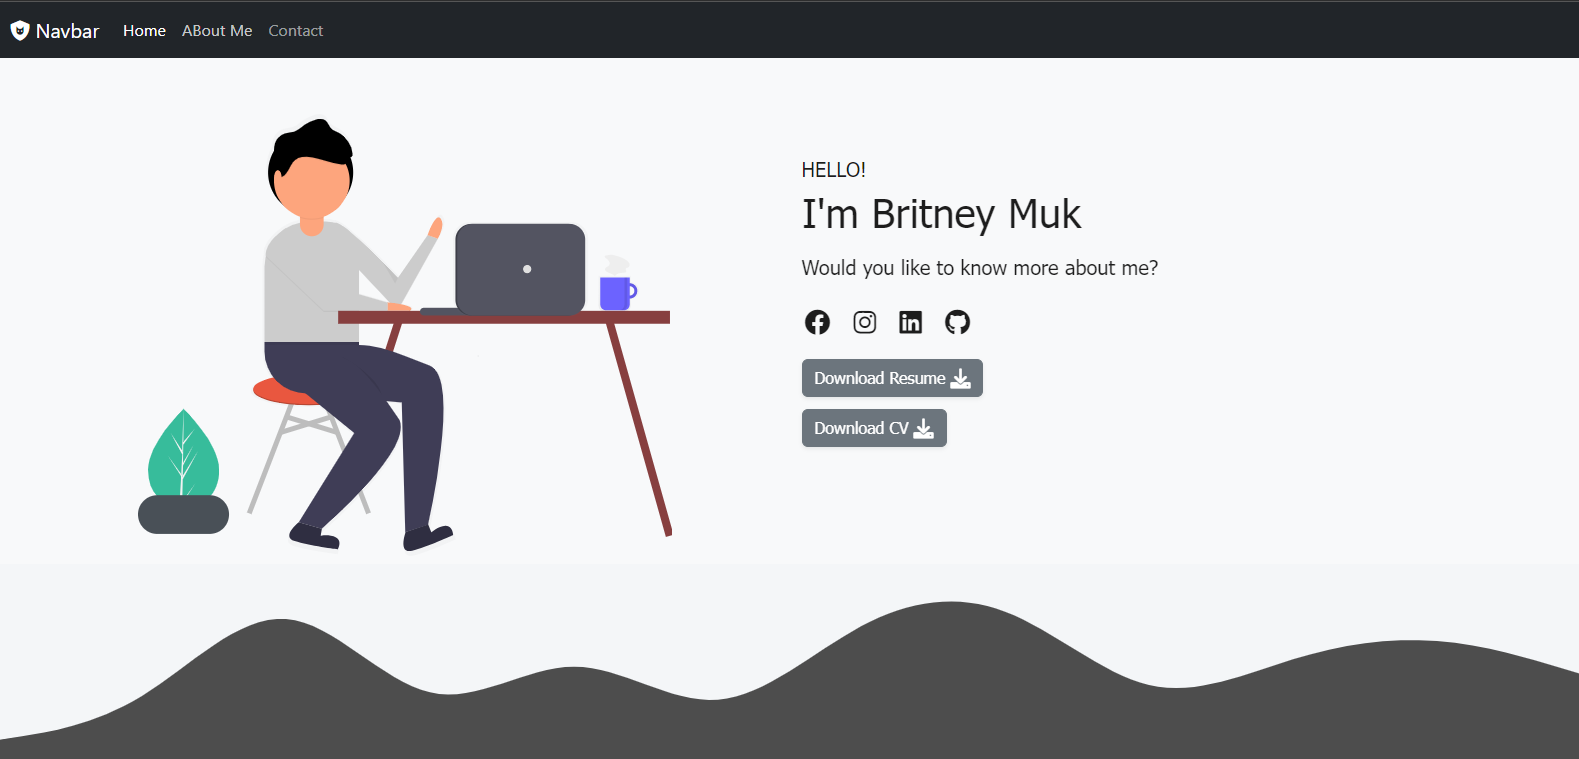 Navbar Home ABout Me Contact
HELLO!
I'm Britney Muk
Would you like to know more about me?
Download Resume
Download CV